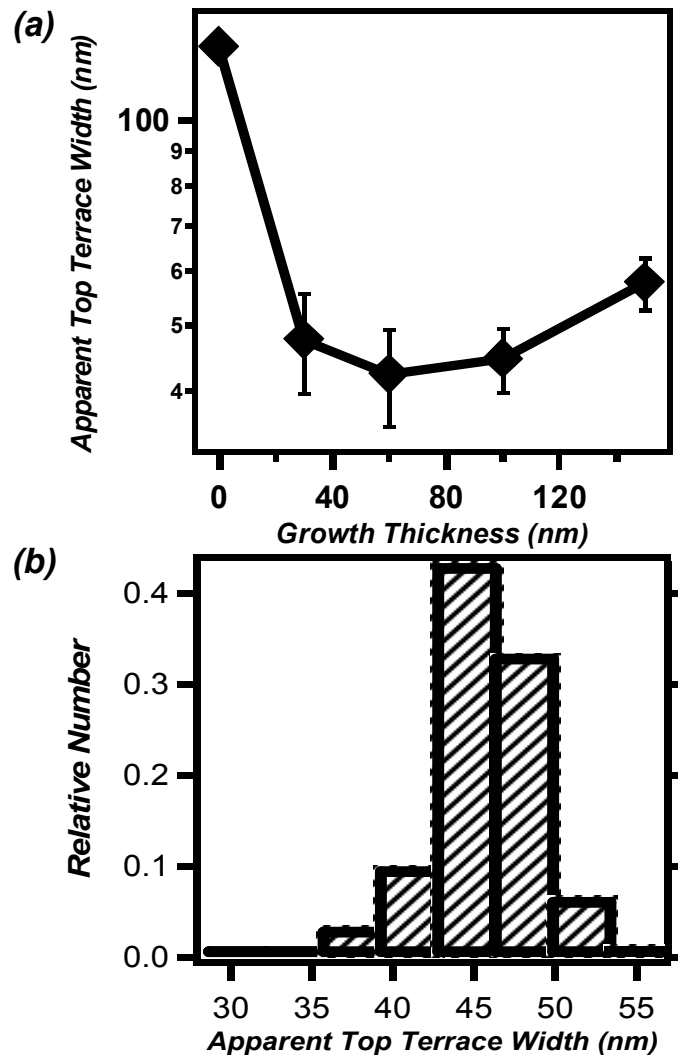 (a)
Apparent Top Terrace Width (nm)
100
9
8
7
6
5
4
0 40 80 120
Growth Thickness (nm)
(b)
Relative Number
0.4
0.3
0.2
0.1
0.0
30 35 40 45 50 55
Apparent Top Terrace Width (nm)